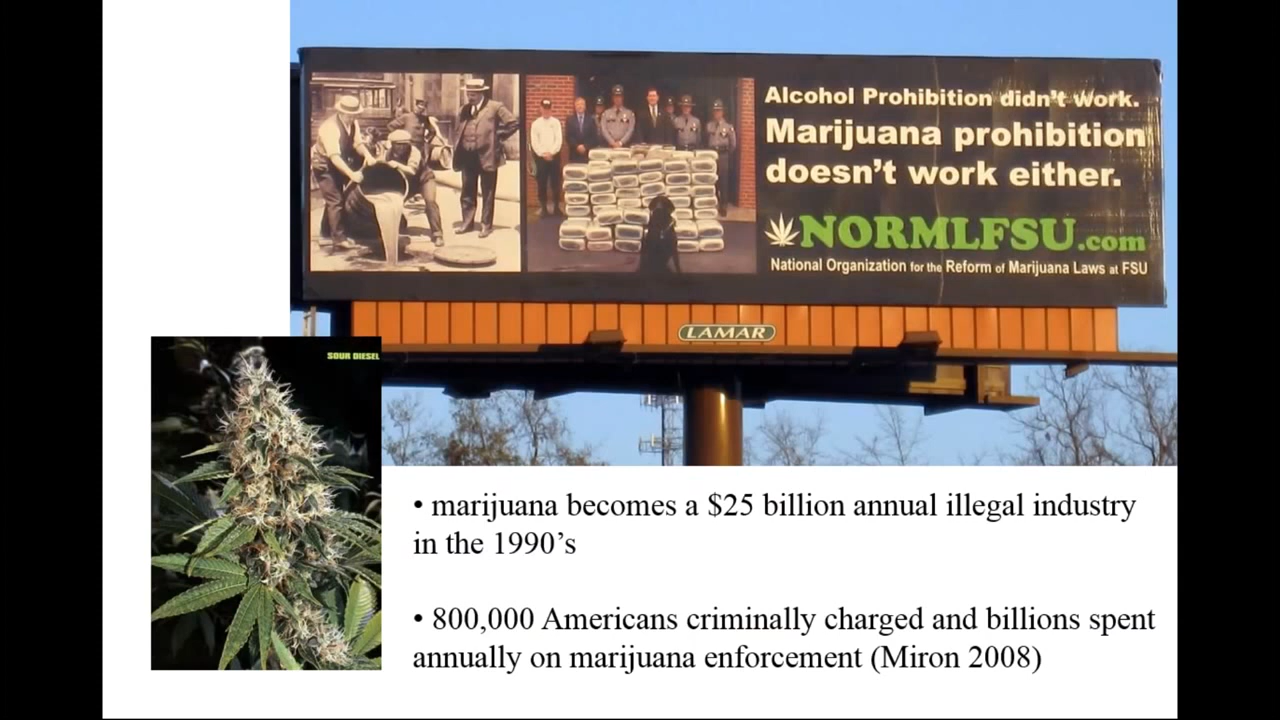 Alcohol Prohibition didn't work.
Marijuana prohibition
doesn't work either.
NORMLFSU.com
National Organization for the Reform of Marijuana Laws at FSU
LAMAR
SOUR DIESEL
• marijuana becomes a $25 billion annual illegal industry
in the 1990’s
• 800,000 Americans criminally charged and billions spent
annually on marijuana enforcement (Miron 2008)